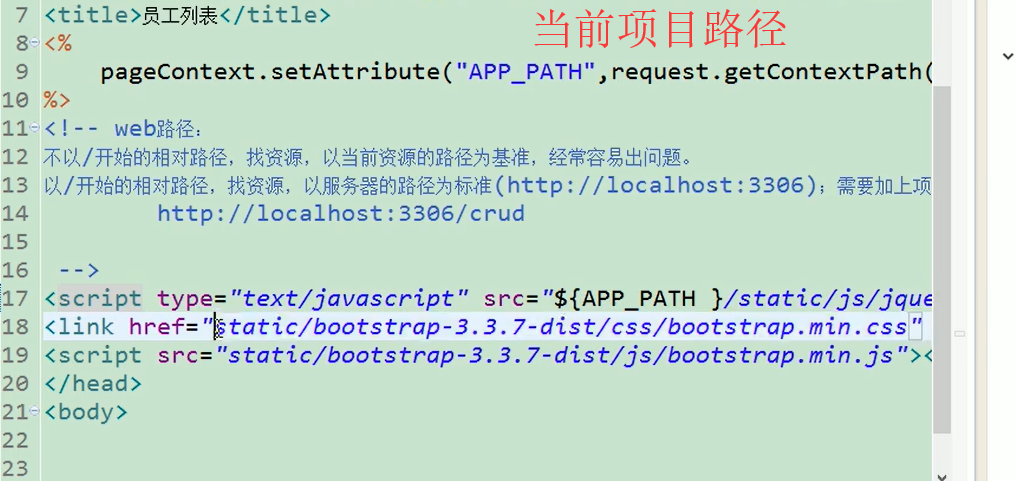 7 <title>员工列表</title>
当前项目路径
8 <%
9 pageContext.setAttribute("APP_PATH",request.getContextPath(
10 %>
11 <!-- web路径：
12 不以/开始的相对路径，找资源，以当前资源的路径为基准，经常容易出问题。
13 以/开始的相对路径，找资源，以服务器的路径为标准(http://localhost:3306)；需要加上项
14 http://localhost:3306/crud
15
16 -->
17 <script type="text/javascript" src="${APP_PATH }/static/js/jque
18 <link href="static/bootstrap-3.3.7-dist/css/bootstrap.min.css"
19 <script src="static/bootstrap-3.3.7-dist/js/bootstrap.min.js"><
20 </head>
21 <body>
22
23